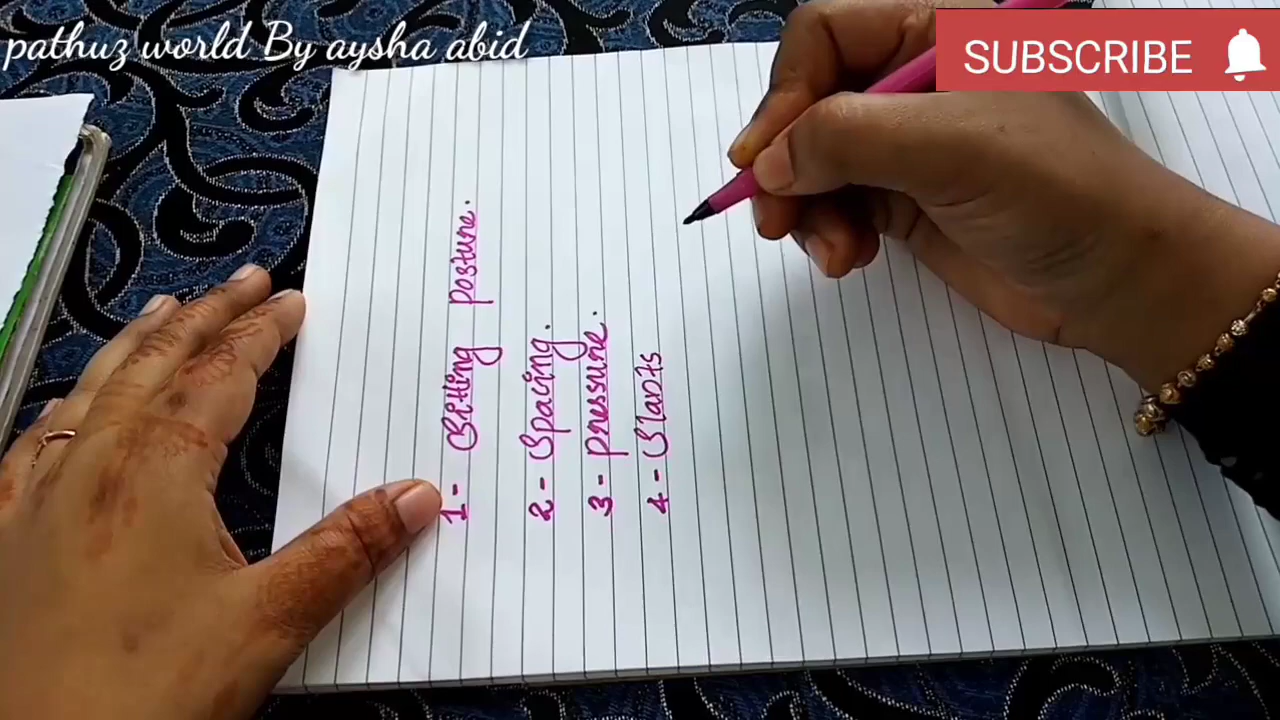 pathuz world By aysha abid
SUBSCRIBE
1- Sitting posture.
2- Spacing.
3- pressure.
4- Slants